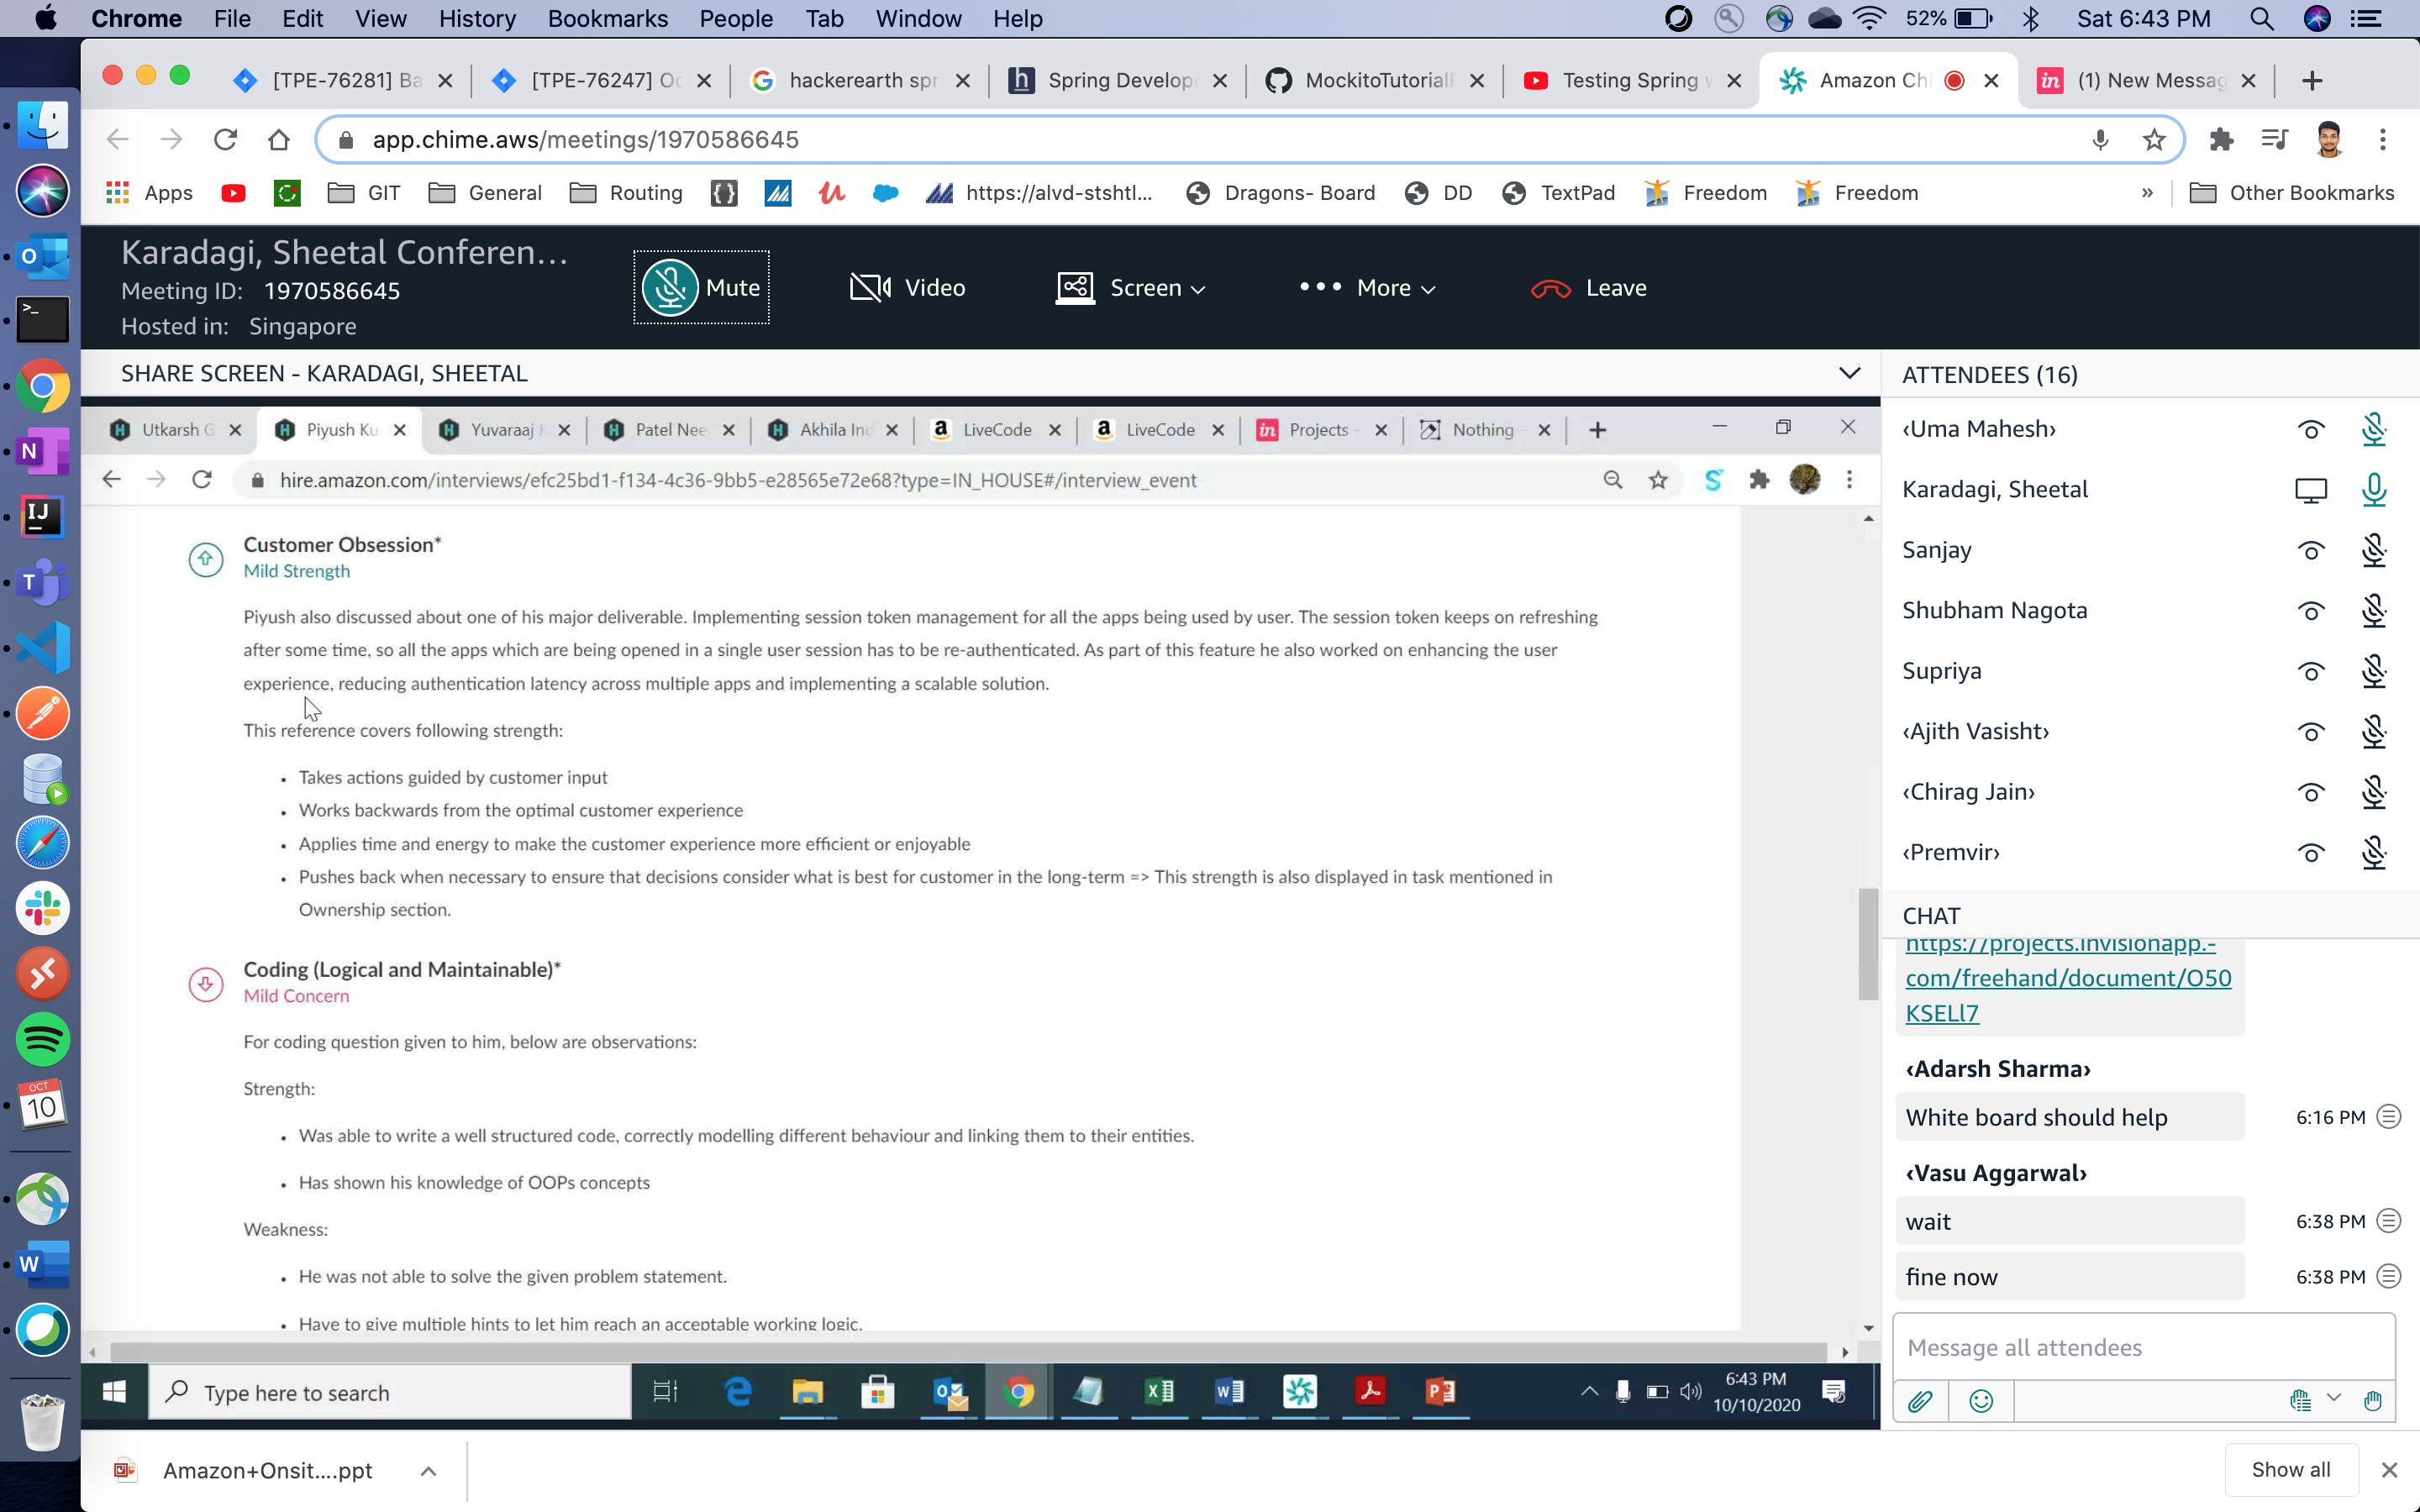 Chrome File Edit View History Bookmarks People Tab Window Help 52% Sat 6:43 PM
[TPE-76281] Ba [TPE-76247] Oc hackerearth spr Spring Develop MockitoTutorial Testing Spring Amazon Chi (1) New Messag
app.chime.aws/meetings/1970586645
Apps GIT General Routing https://alvd-stshtl... Dragons- Board DD TextPad Freedom Freedom » Other Bookmarks
Karadagi, Sheetal Conferen...
Meeting ID: 1970586645
Hosted in: Singapore
Mute Video Screen More Leave
SHARE SCREEN - KARADAGI, SHEETAL
Utkarsh G Piyush Ku Yuvaraaj Patel Nee Akhila Ind LiveCode LiveCode Projects - Nothing
hire.amazon.com/interviews/efc25bd1-f134-4c36-9bb5-e28565e72e68?type=IN_HOUSE#/interview_event
Customer Obsession*
Mild Strength
Piyush also discussed about one of his major deliverable. Implementing session token management for all the apps being used by user. The session token keeps on refreshing
after some time, so all the apps which are being opened in a single user session has to be re-authenticated. As part of this feature he also worked on enhancing the user
experience, reducing authentication latency across multiple apps and implementing a scalable solution.
This reference covers following strength:
• Takes actions guided by customer input
• Works backwards from the optimal customer experience
• Applies time and energy to make the customer experience more efficient or enjoyable
• Pushes back when necessary to ensure that decisions consider what is best for customer in the long-term => This strength is also displayed in task mentioned in
Ownership section.
Coding (Logical and Maintainable)*
Mild Concern
For coding question given to him, below are observations:
Strength:
• Was able to write a well structured code, correctly modelling different behaviour and linking them to their entities.
• Has shown his knowledge of OOPs concepts
Weakness:
• He was not able to solve the given problem statement.
• Have to give multiple hints to let him reach an acceptable working logic.
Type here to search
6:43 PM
10/10/2020
ATTENDEES (16)
‹Uma Mahesh›
Karadagi, Sheetal
Sanjay
Shubham Nagota
Supriya
‹Ajith Vasisht›
‹Chirag Jain›
‹Premvir›
CHAT
https://projects.invisionapp.-
com/freehand/document/O50
KSELl7
‹Adarsh Sharma›
White board should help 6:16 PM
‹Vasu Aggarwal›
wait 6:38 PM
fine now 6:38 PM
Message all attendees
OCT
10
Amazon+Onsit....ppt
Show all